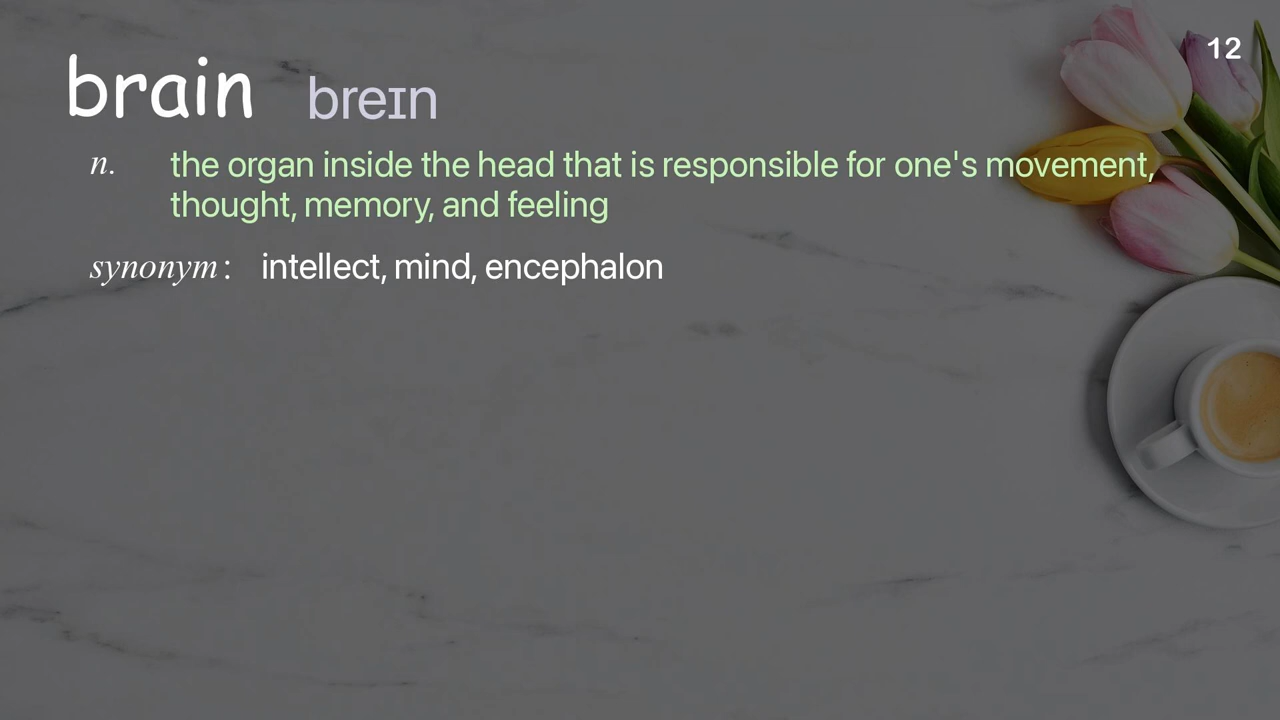 12
brain breɪn
n. the organ inside the head that is responsible for one's movement,
thought, memory, and feeling
synonym: intellect, mind, encephalon